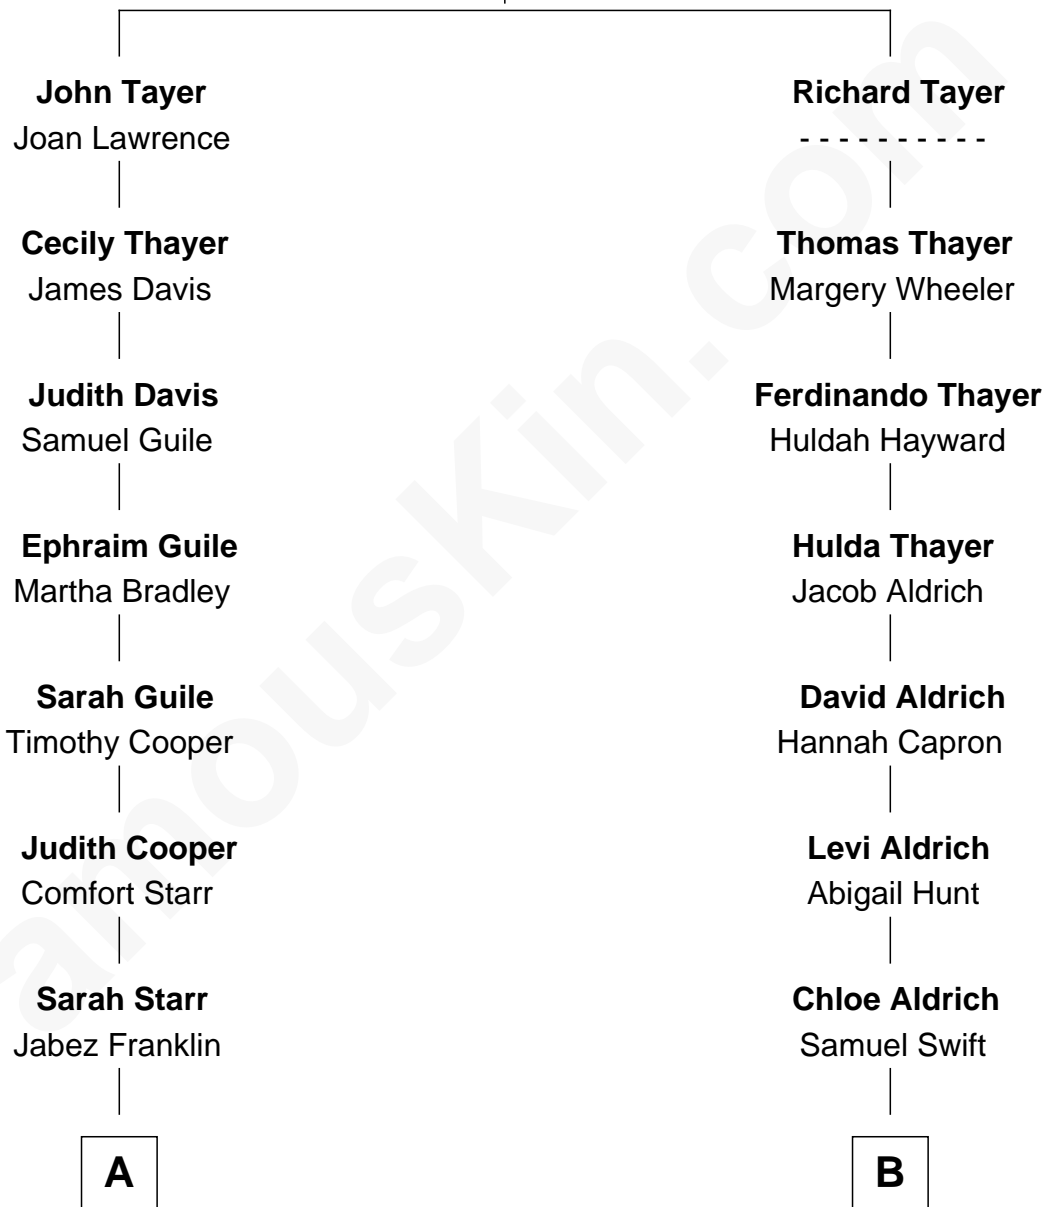 John Tayer
Joan Lawrence
Cecily Thayer
James Davis
Judith Davis
Samuel Guile
Ephraim Guile
Martha Bradley
Sarah Guile
Timothy Cooper
Judith Cooper
Comfort Starr
Sarah Starr
Jabez Franklin
A
Richard Tayer
- - - - - - - - - -
Thomas Thayer
Margery Wheeler
Ferdinando Thayer
Huldah Hayward
Hulda Thayer
Jacob Aldrich
David Aldrich
Hannah Capron
Levi Aldrich
Abigail Hunt
Chloe Aldrich
Samuel Swift
B
amouskin.com